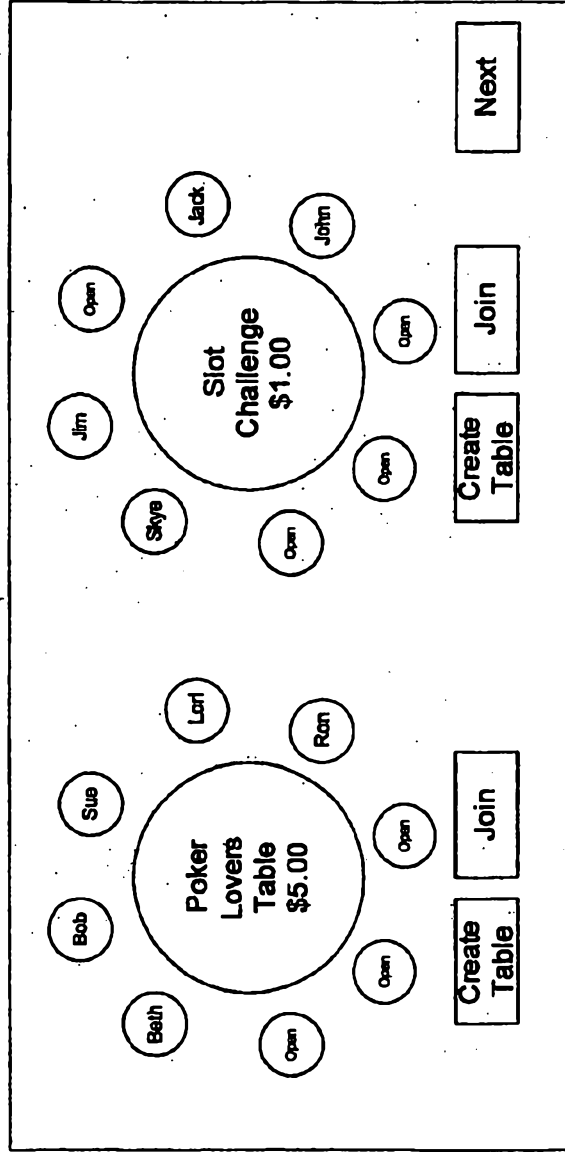 Bob
Sue
Beth
Lori
Poker
Lovers
Table
$5.00
Open
Ron
Open
Open
Create
Table
Join
Jim
Open
Skye
Jack
Slot
Challenge
$1.00
Open
John
Open
Open
Create
Table
Join
Next